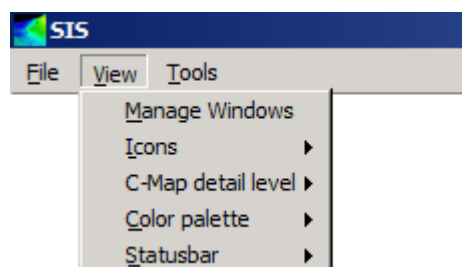 SIS
File View Tools
Manage Windows
Icons
C-Map detail level
Color palette
Statusbar